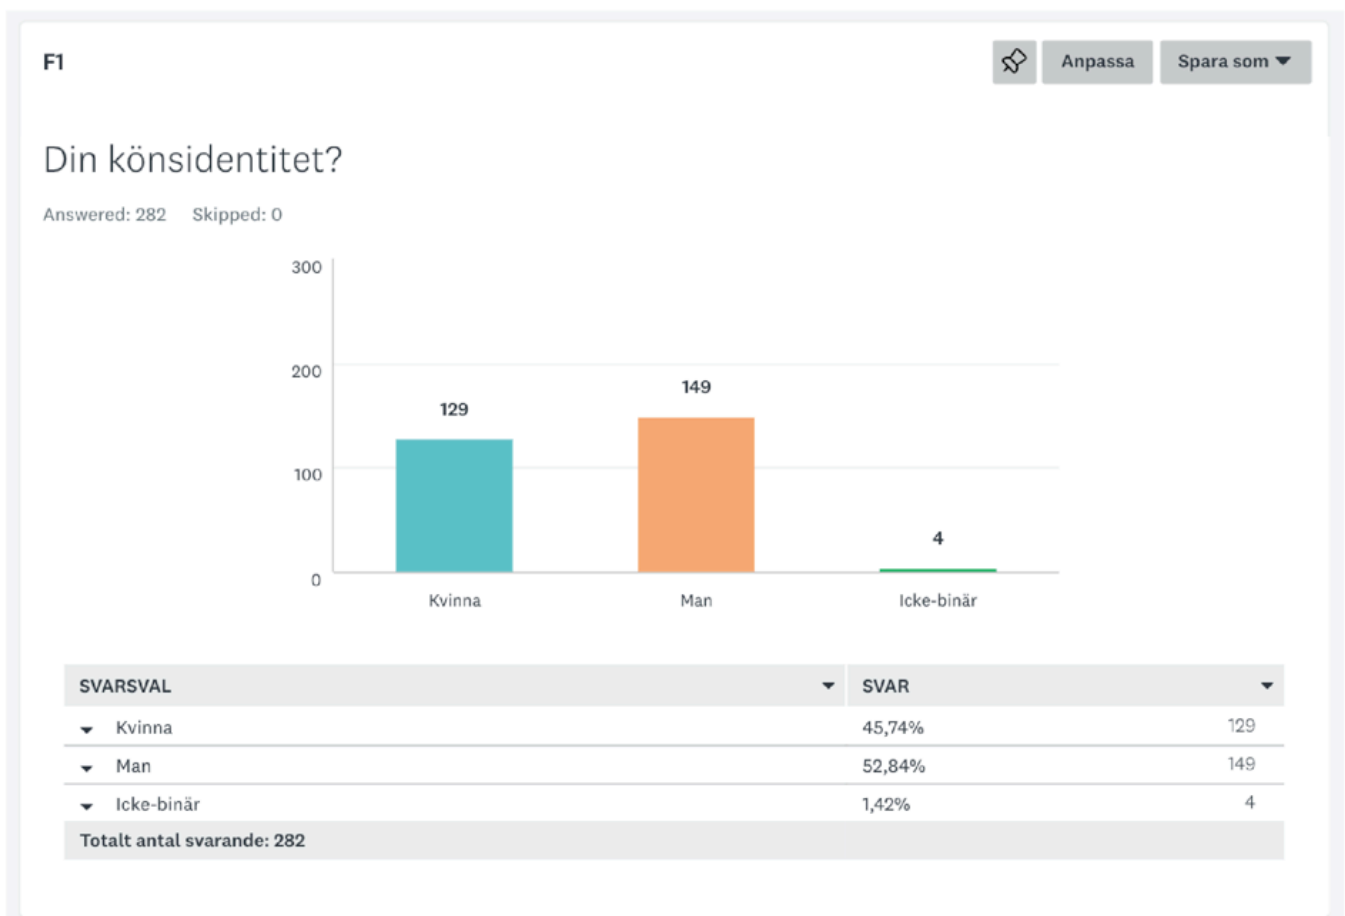 F1
Anpassa
Spara som
Din könsidentitet?
Answered: 282 Skipped: 0
300
200
100
0
129
149
4
Kvinna Man Icke-binär
SVARSVAL SVAR
Kvinna 45,74% 129
Man 52,84% 149
Icke-binär 1,42% 4
Totalt antal svarande: 282